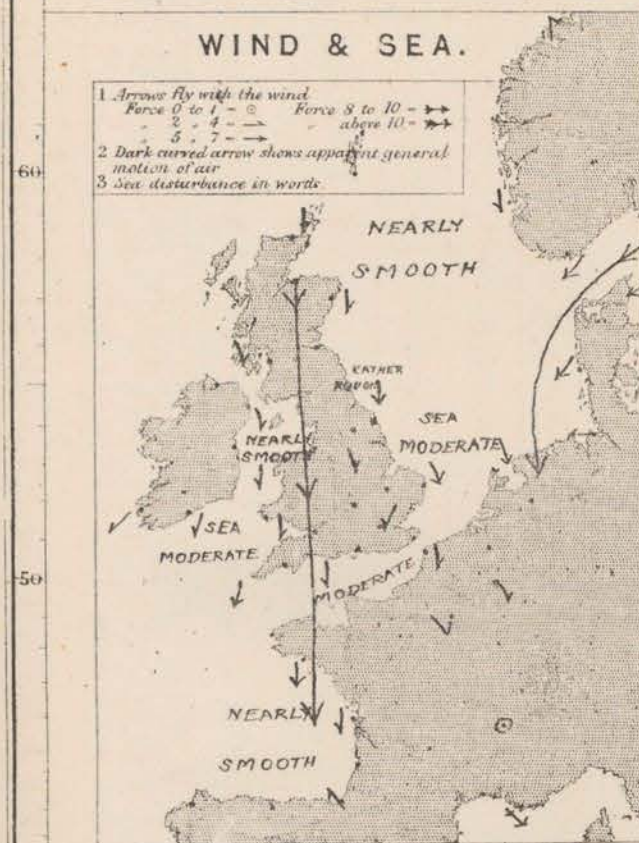 WIND & SEA.
1 Arrows fly with the wind
Force 0 to 1 = ⊙ Force 8 to 10 =
„ 2 „ 4 = „ above 10 =
„ 5 „ 7 =
2 Dark curved arrow shows apparent general
motion of air
3 Sea disturbance in words
60
NEARLY
SMOOTH
RATHER
ROUGH
SEA
MODERATE
NEARLY
SMOOTH
SEA
MODERATE
50
MODERATE
NEARLY
SMOOTH